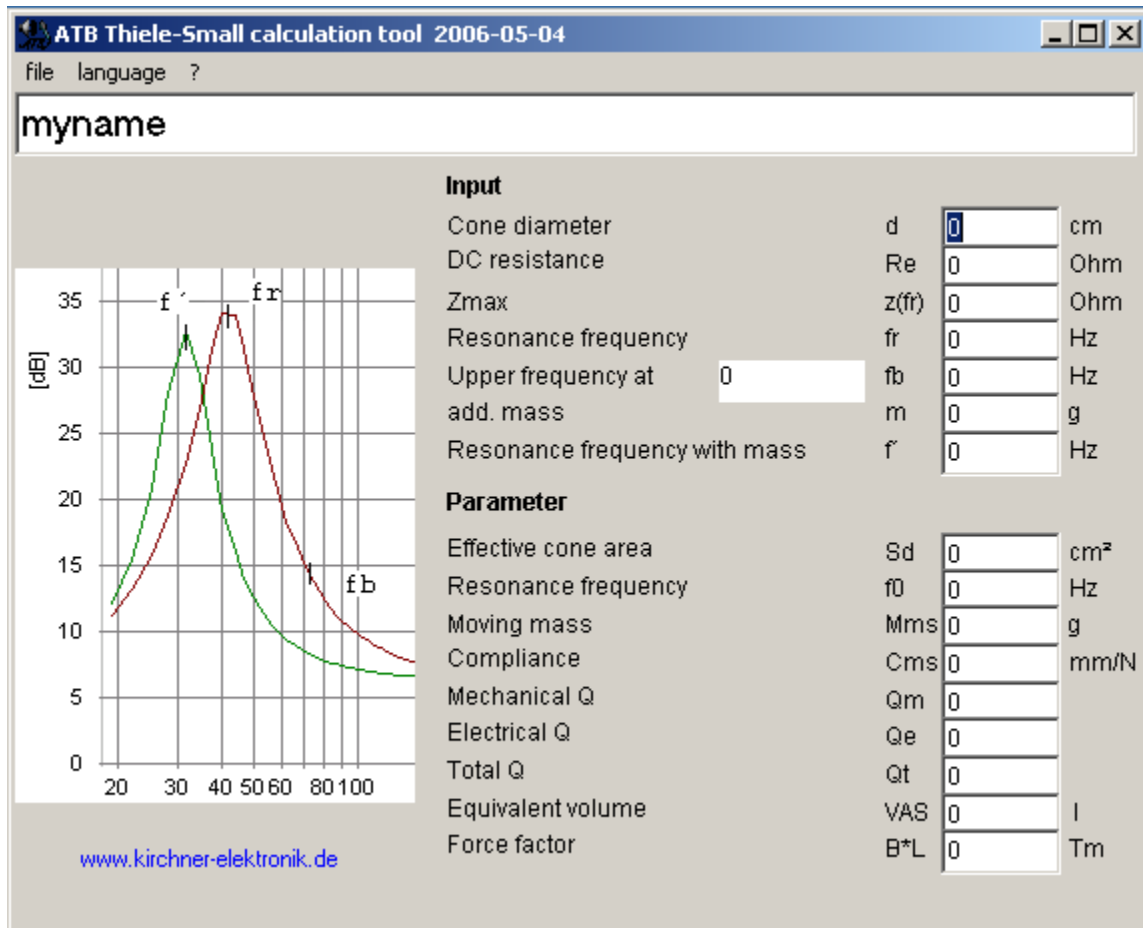 ATB Thiele-Small calculation tool 2006-05-04
file language ?
myname
Input
Cone diameter d 0 cm
DC resistance Re 0 Ohm
Zmax z(fr) 0 Ohm
Resonance frequency fr 0 Hz
Upper frequency at 0 fb 0 Hz
add. mass m 0 g
Resonance frequency with mass f´ 0 Hz
Parameter
Effective cone area Sd 0 cm²
Resonance frequency f0 0 Hz
Moving mass Mms 0 g
Compliance Cms 0 mm/N
Mechanical Q Qm 0
Electrical Q Qe 0
Total Q Qt 0
Equivalent volume VAS 0 l
Force factor B*L 0 Tm
[dB]
35
30
25
20
15
10
5
0
f´ fr
fb
20 30 40 50 60 80 100
www.kirchner-elektronik.de